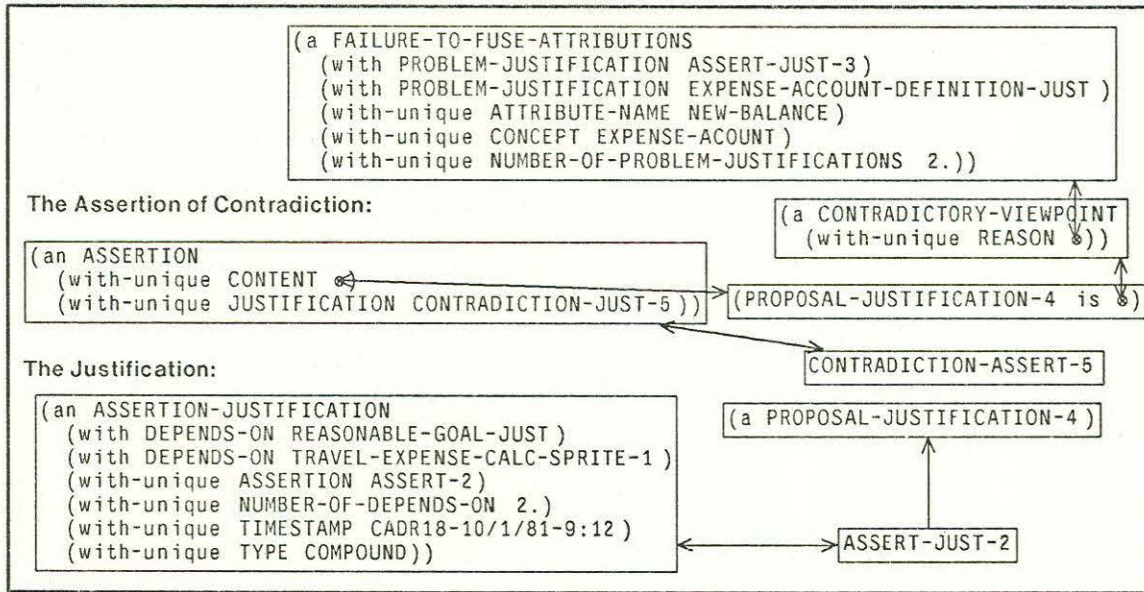 (a FAILURE-TO-FUSE-ATTRIBUTIONS
(with PROBLEM-JUSTIFICATION ASSERT-JUST-3)
(with PROBLEM-JUSTIFICATION EXPENSE-ACCOUNT-DEFINITION-JUST)
(with-unique ATTRIBUTE-NAME NEW-BALANCE)
(with-unique CONCEPT EXPENSE-ACOUNT)
(with-unique NUMBER-OF-PROBLEM-JUSTIFICATIONS 2.))
The Assertion of Contradiction:
(a CONTRADICTORY-VIEWPOINT
(with-unique REASON ⊗))
(an ASSERTION
(with-unique CONTENT ⊗)
(with-unique JUSTIFICATION CONTRADICTION-JUST-5))
(PROPOSAL-JUSTIFICATION-4 is ⊗)
CONTRADICTION-ASSERT-5
The Justification:
(an ASSERTION-JUSTIFICATION
(with DEPENDS-ON REASONABLE-GOAL-JUST)
(with DEPENDS-ON TRAVEL-EXPENSE-CALC-SPRITE-1)
(with-unique ASSERTION ASSERT-2)
(with-unique NUMBER-OF-DEPENDS-ON 2.)
(with-unique TIMESTAMP CADR18-10/1/81-9:12)
(with-unique TYPE COMPOUND))
(a PROPOSAL-JUSTIFICATION-4)
ASSERT-JUST-2